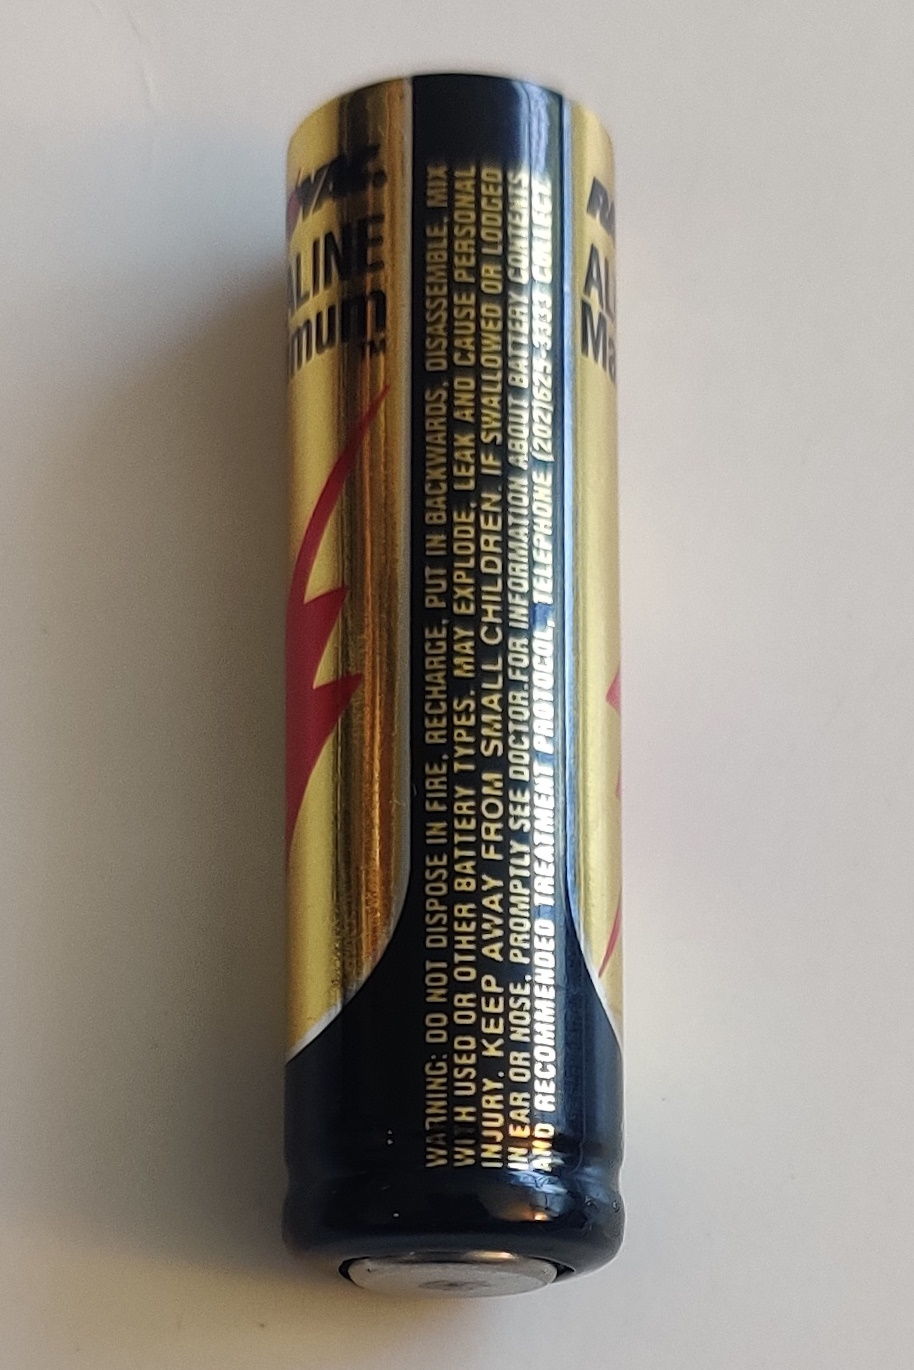 OVAC®
LINE
mum™
WARNING: DO NOT DISPOSE IN FIRE, RECHARGE, PUT IN BACKWARDS, DISASSEMBLE, MIX
WITH USED OR OTHER BATTERY TYPES. MAY EXPLODE, LEAK AND CAUSE PERSONAL
INJURY. KEEP AWAY FROM SMALL CHILDREN. IF SWALLOWED OR LODGED
IN EAR OR NOSE, PROMPTLY SEE DOCTOR.FOR INFORMATION ABOUT BATTERY CONTENTS
AND RECOMMENDED TREATMENT PROTOCOL, TELEPHONE (202)625-3333 COLLECT
AL
Ma